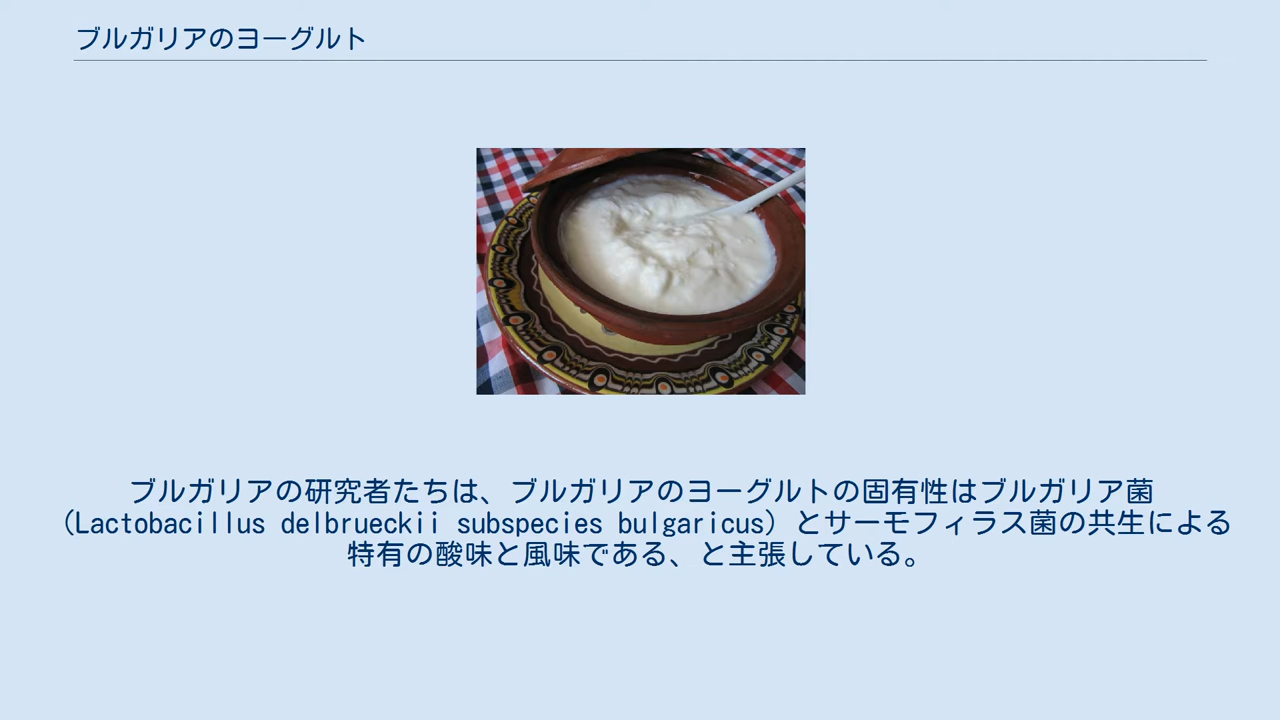 ブルガリアのヨーグルト
ブルガリアの研究者たちは、ブルガリアのヨーグルトの固有性はブルガリア菌
（Lactobacillus delbrueckii subspecies bulgaricus）とサーモフィラス菌の共生による
特有の酸味と風味である、と主張している。